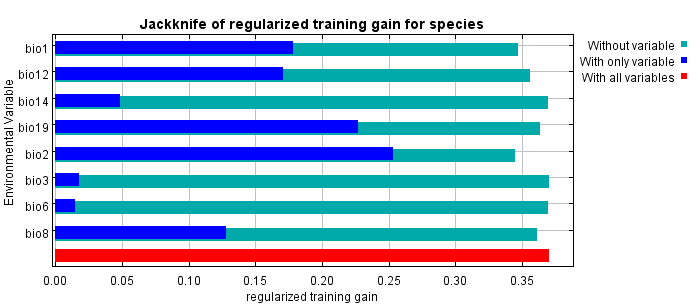 Jackknife of regularized training gain for species
Without variable
With only variable
With all variables
Environmental Variable
bio1
bio12
bio14
bio19
bio2
bio3
bio6
bio8
0.00 0.05 0.10 0.15 0.20 0.25 0.30 0.35
regularized training gain